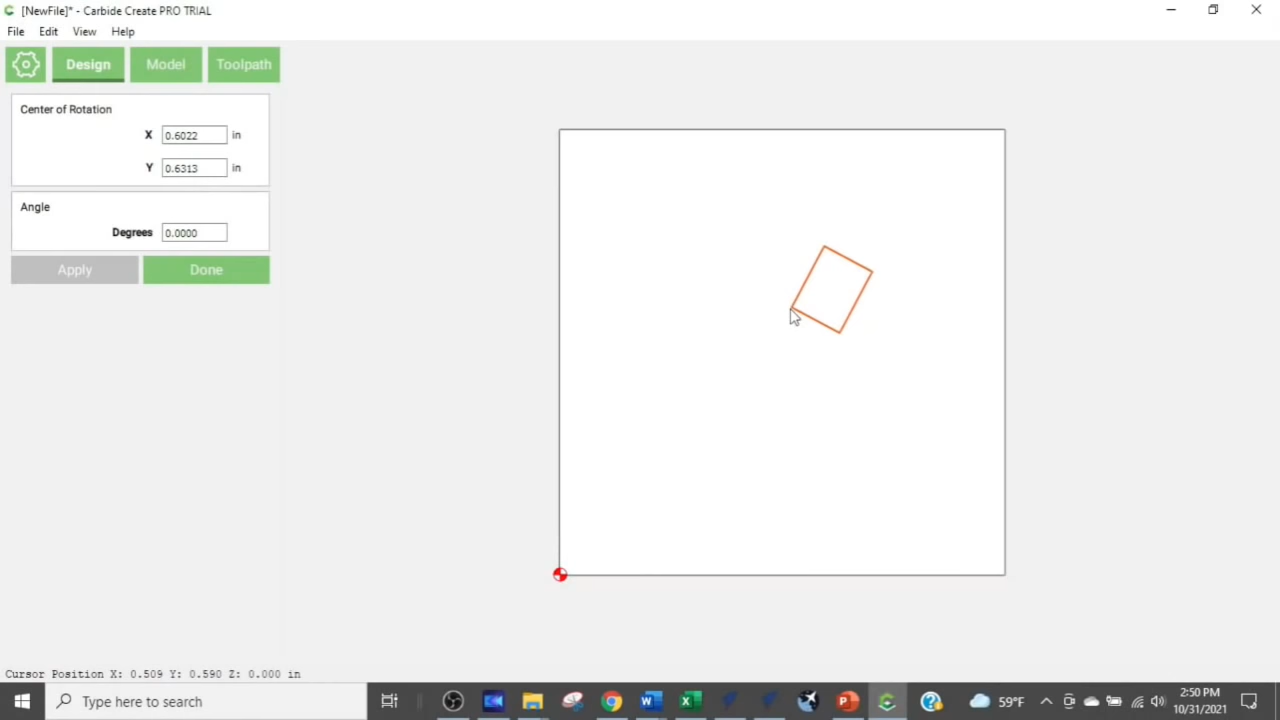 [NewFile]* - Carbide Create PRO TRIAL
File Edit View Help
Design Model Toolpath
Center of Rotation
X 0.6022 in
Y 0.6313 in
Angle
Degrees 0.0000
Apply Done
Cursor Position X: 0.509 Y: 0.590 Z: 0.000 in
Type here to search
59°F
2:50 PM
10/31/2021